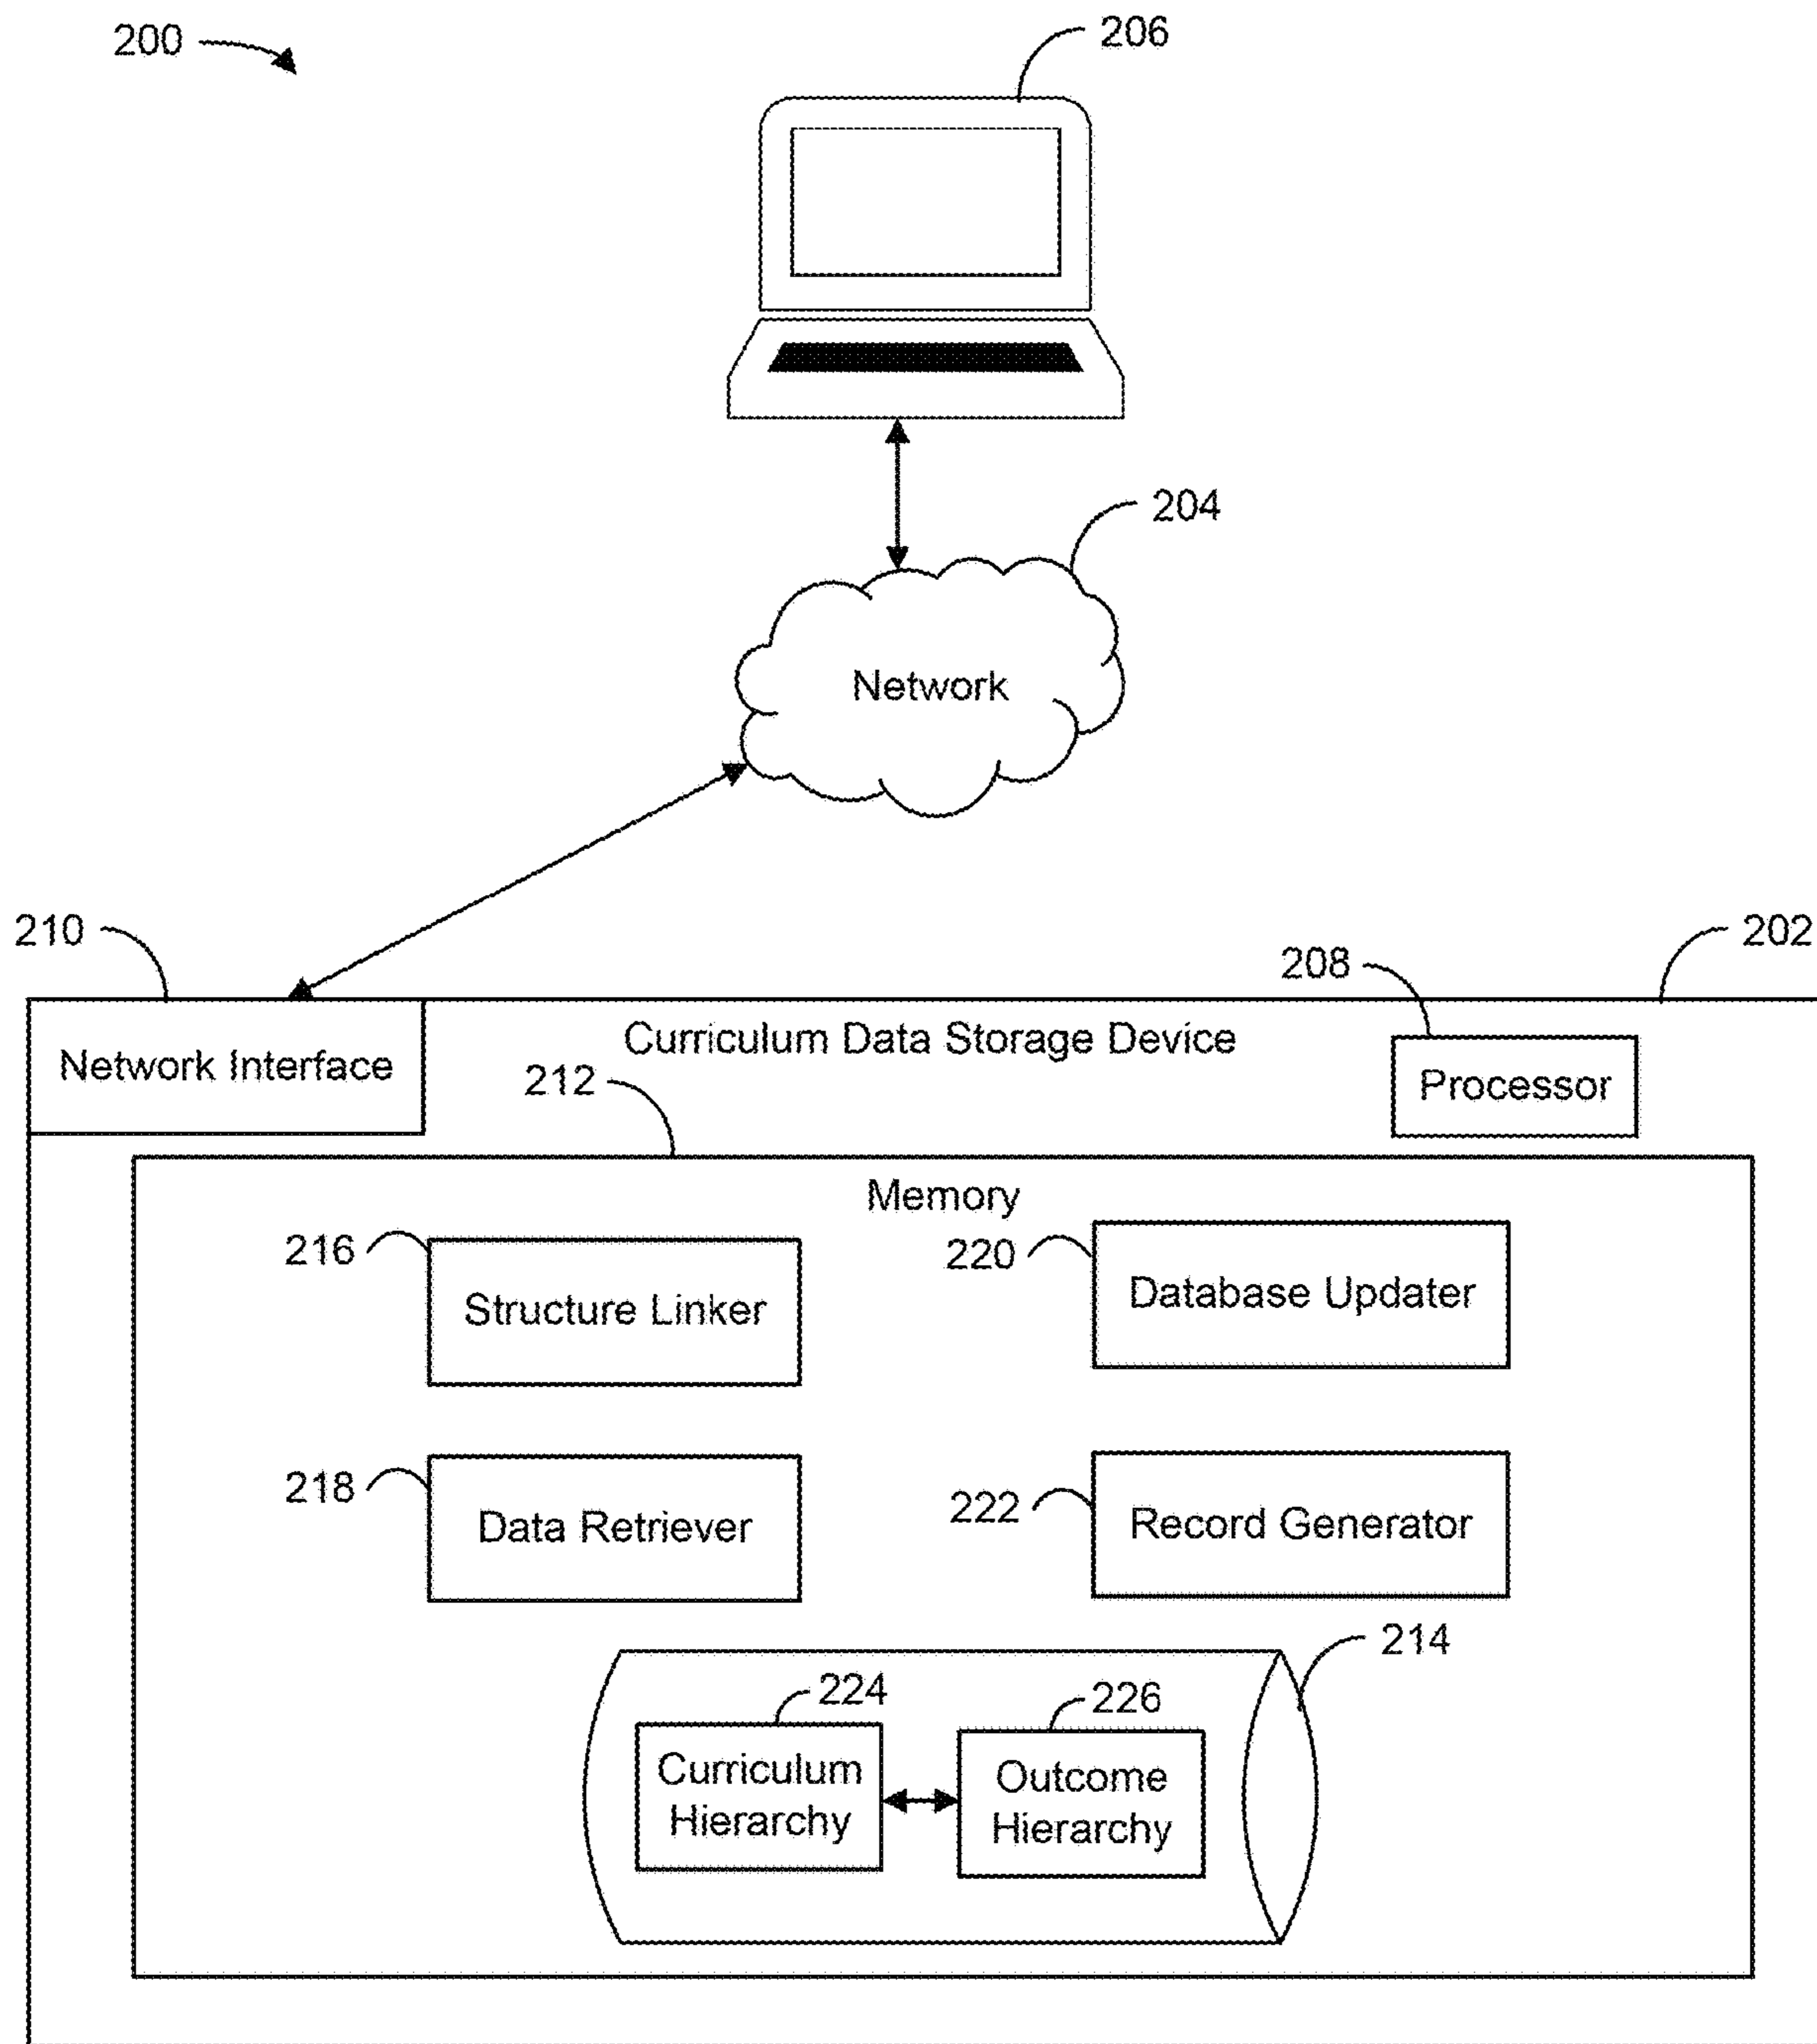 200
206
204
Network
210
202
208
Network Interface
Curriculum Data Storage Device
Processor
212
Memory
216
Structure Linker
220
Database Updater
218
Data Retriever
222
Record Generator
214
224
226
Curriculum
Hierarchy
Outcome
Hierarchy